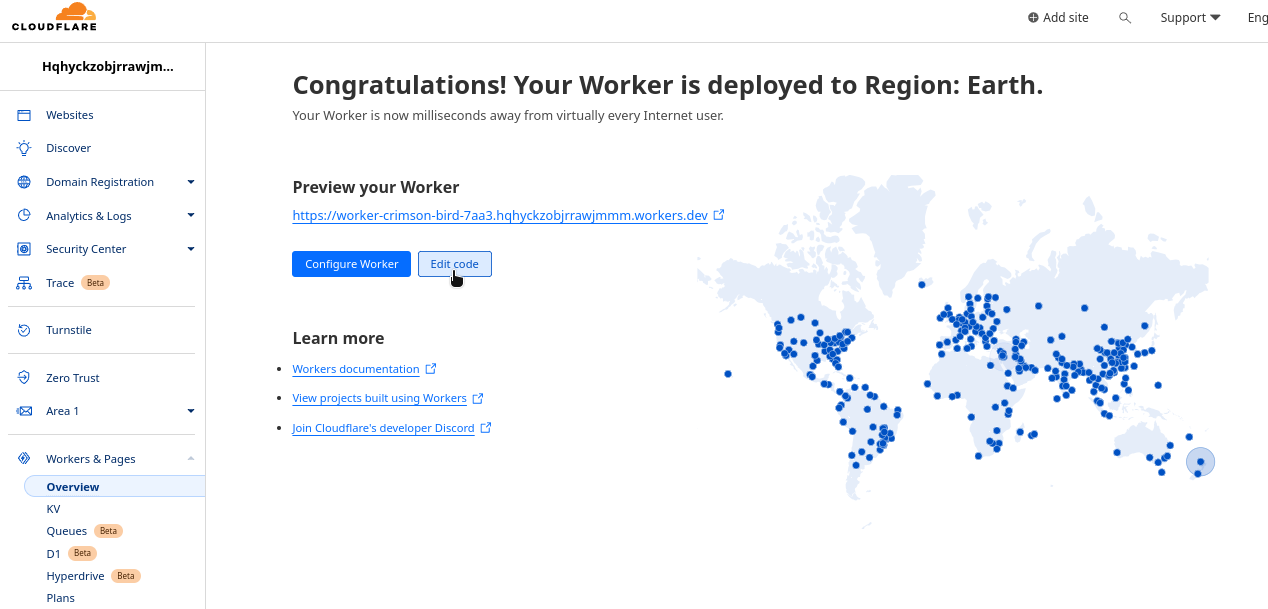 CLOUDFLARE
Add site
Support
Eng
Hqhyckzobjrrawjm...
Websites
Discover
Domain Registration
Analytics & Logs
Security Center
Trace Beta
Turnstile
Zero Trust
Area 1
Workers & Pages
Overview
KV
Queues Beta
D1 Beta
Hyperdrive Beta
Plans
Congratulations! Your Worker is deployed to Region: Earth.
Your Worker is now milliseconds away from virtually every Internet user.
Preview your Worker
https://worker-crimson-bird-7aa3.hqhyckzobjrrawjmmm.workers.dev
Configure Worker
Edit code
Learn more
Workers documentation
View projects built using Workers
Join Cloudflare's developer Discord